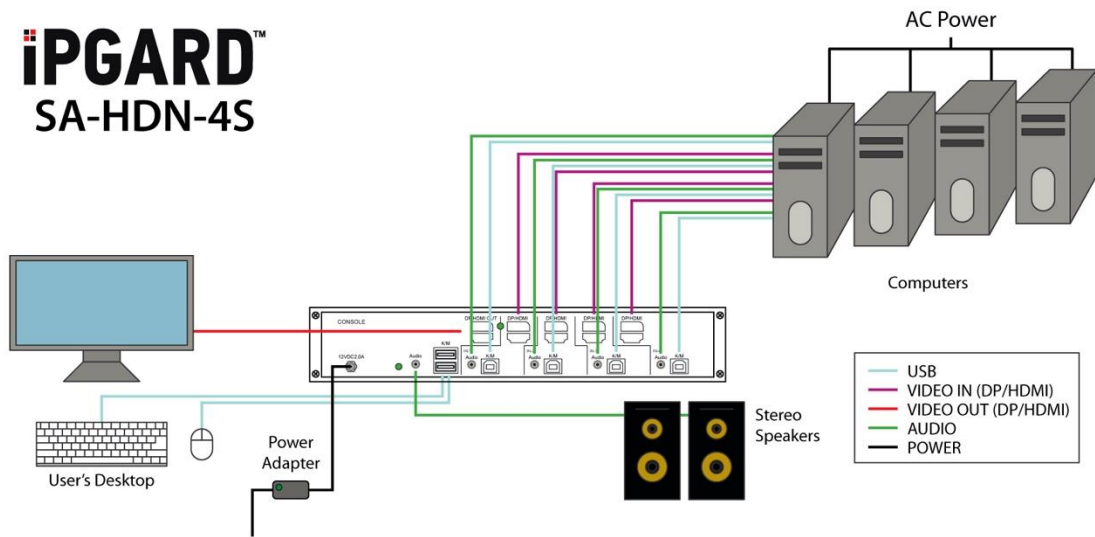 iPGARD™
SA-HDN-4S
AC Power
Computers
CONSOLE
DP/HDMI OUT
DP/HDMI
DP/HDMI
DP/HDMI
DP/HDMI
12VDC2.0A
Audio
K/M
Audio
K/M
Audio
K/M
Audio
K/M
Audio
K/M
User's Desktop
Power
Adapter
Stereo
Speakers
USB
VIDEO IN (DP/HDMI)
VIDEO OUT (DP/HDMI)
AUDIO
POWER